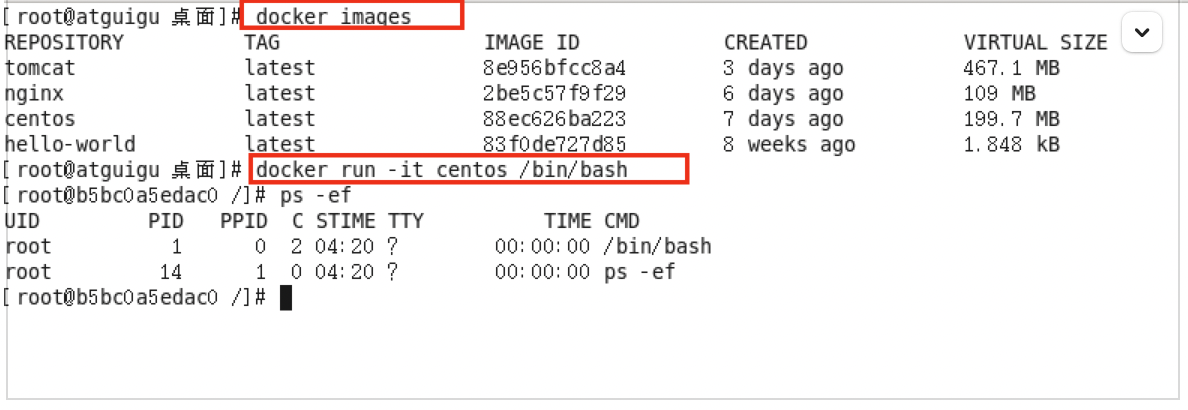 [root@atguigu 桌面]# docker images
REPOSITORY TAG IMAGE ID CREATED VIRTUAL SIZE
tomcat latest 8e956bfcc8a4 3 days ago 467.1 MB
nginx latest 2be5c57f9f29 6 days ago 109 MB
centos latest 88ec626ba223 7 days ago 199.7 MB
hello-world latest 83f0de727d85 8 weeks ago 1.848 kB
[root@atguigu 桌面]# docker run -it centos /bin/bash
[root@b5bc0a5edac0 /]# ps -ef
UID PID PPID C STIME TTY TIME CMD
root 1 0 2 04:20 ? 00:00:00 /bin/bash
root 14 1 0 04:20 ? 00:00:00 ps -ef
[root@b5bc0a5edac0 /]#